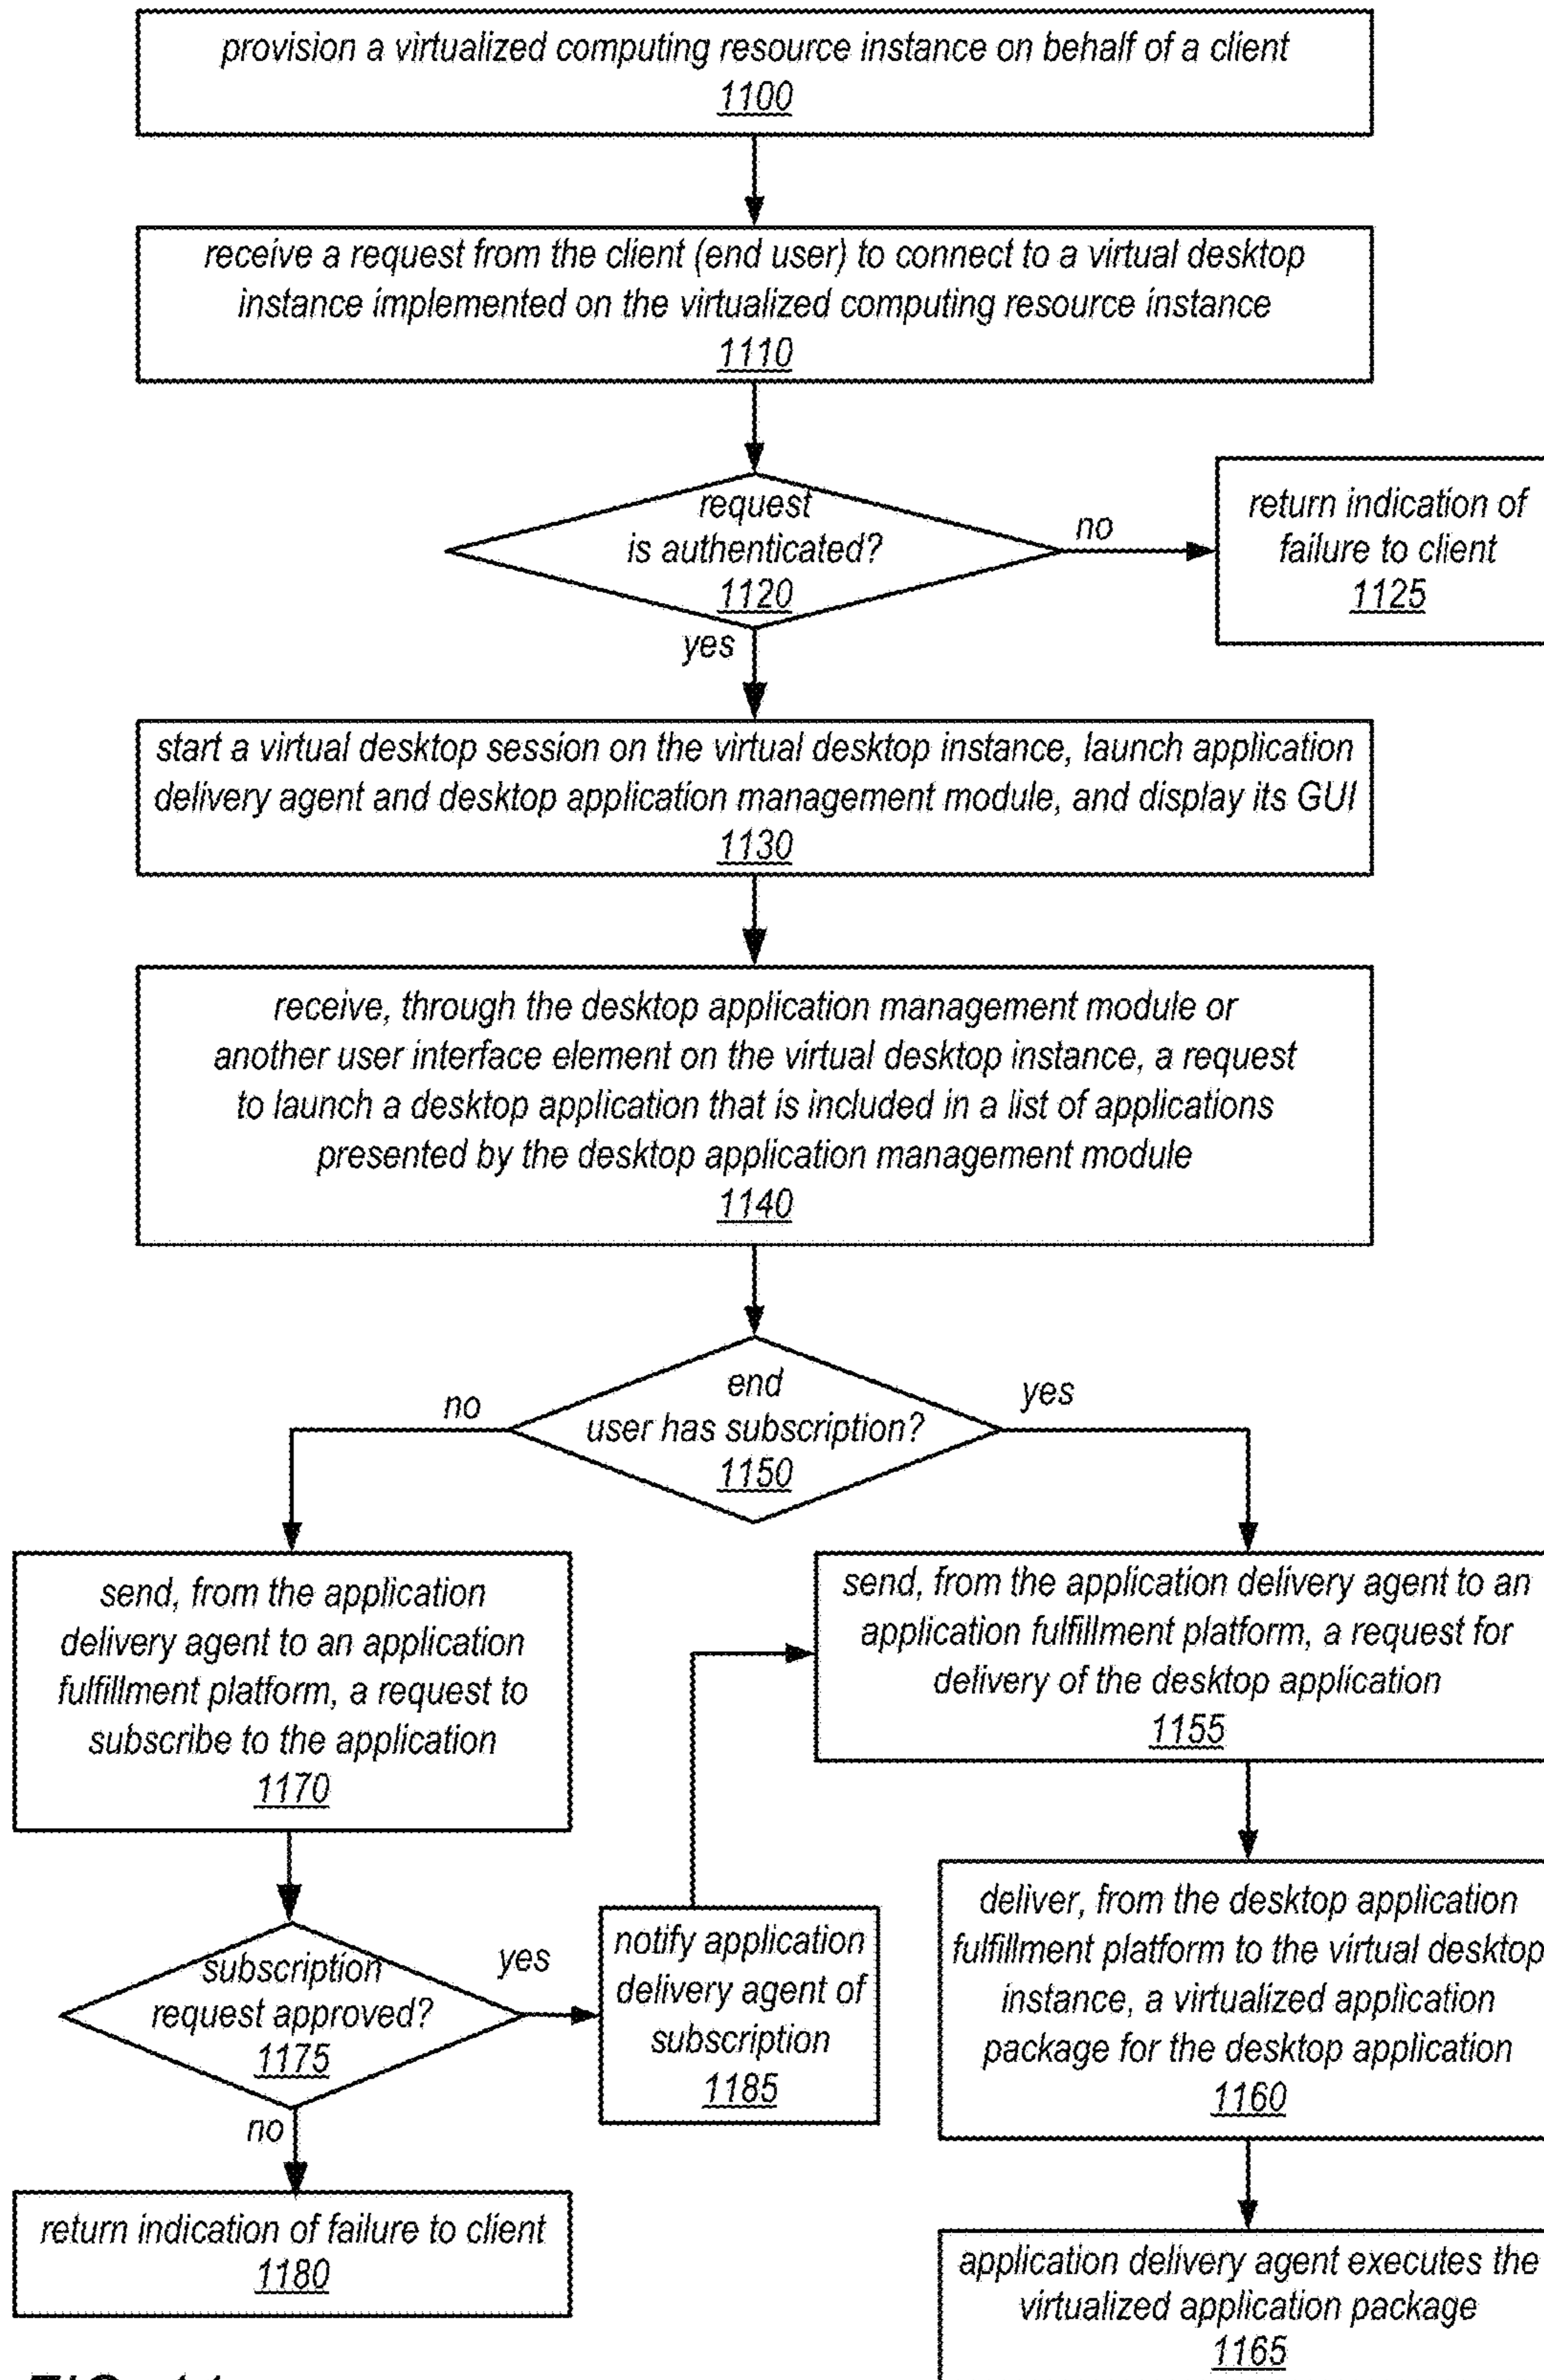 provision a virtualized computing resource instance on behalf of a client
1100
receive a request from the client (end user) to connect to a virtual desktop
instance implemented on the virtualized computing resource instance
1110
request
is authenticated?
1120
no
return indication of
failure to client
1125
yes
start a virtual desktop session on the virtual desktop instance, launch application
delivery agent and desktop application management module, and display its GUI
1130
receive, through the desktop application management module or
another user interface element on the virtual desktop instance, a request
to launch a desktop application that is included in a list of applications
presented by the desktop application management module
1140
end
user has subscription?
1150
no
yes
send, from the application
delivery agent to an application
fulfillment platform, a request to
subscribe to the application
1170
send, from the application delivery agent to an
application fulfillment platform, a request for
delivery of the desktop application
1155
subscription
request approved?
1175
yes
notify application
delivery agent of
subscription
1185
deliver, from the desktop application
fulfillment platform to the virtual desktop
instance, a virtualized application
package for the desktop application
1160
no
return indication of failure to client
1180
application delivery agent executes the
virtualized application package
1165